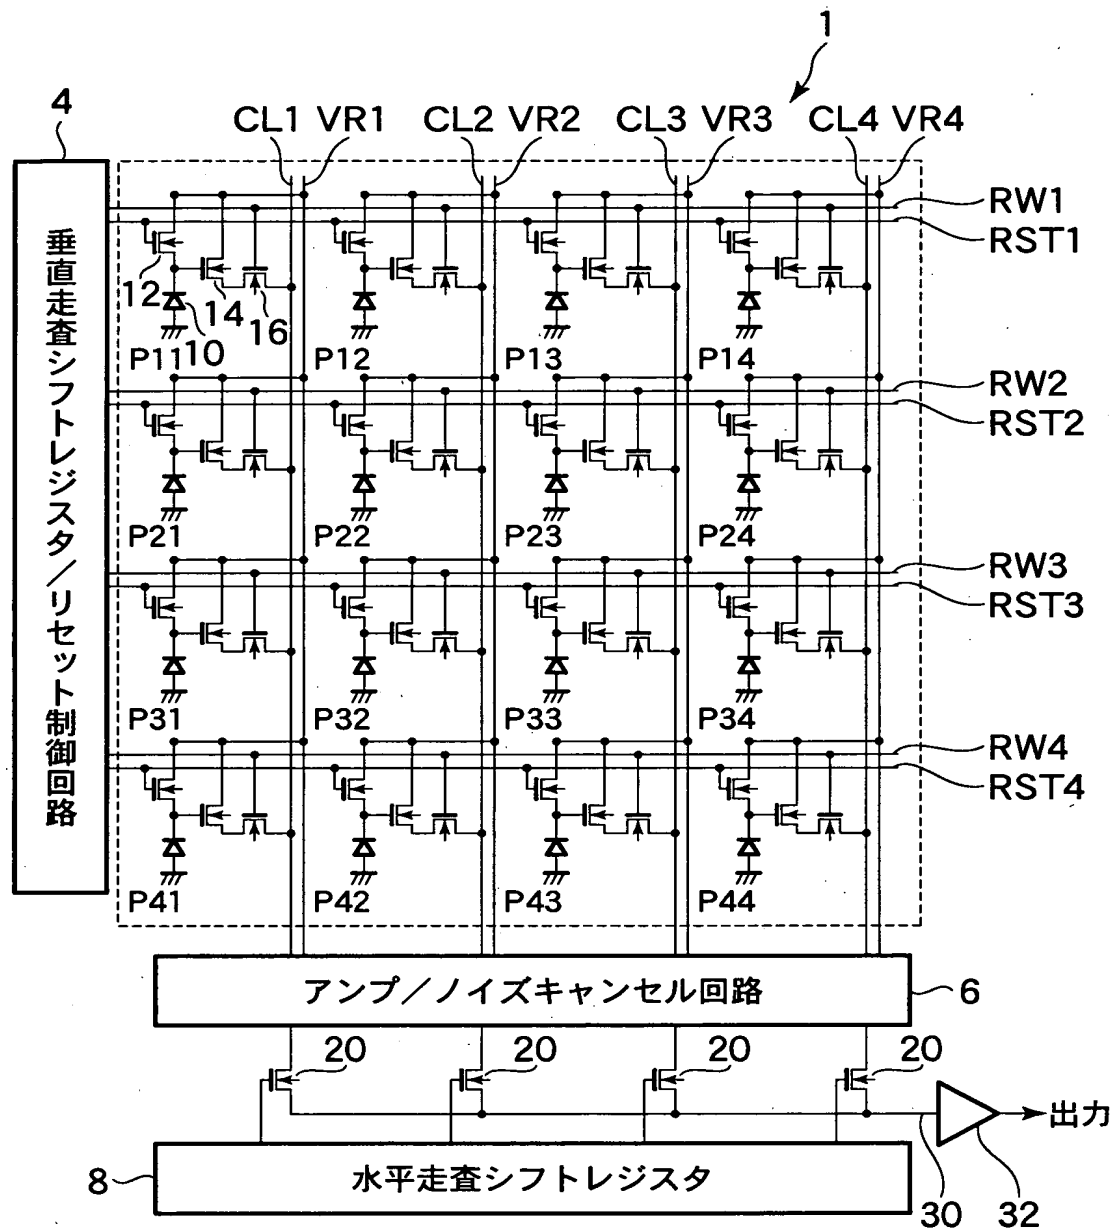 1
4
CL1 VR1 CL2 VR2 CL3 VR3 CL4 VR4
RW1
RST1
12
14
16
10
P11 P12 P13 P14
RW2
RST2
P21 P22 P23 P24
RW3
RST3
P31 P32 P33 P34
RW4
RST4
P41 P42 P43 P44
垂直走査シフトレジスタ/リセット制御回路
アンプ/ノイズキャンセル回路
6
20 20 20 20
出力
水平走査シフトレジスタ
8
30
32